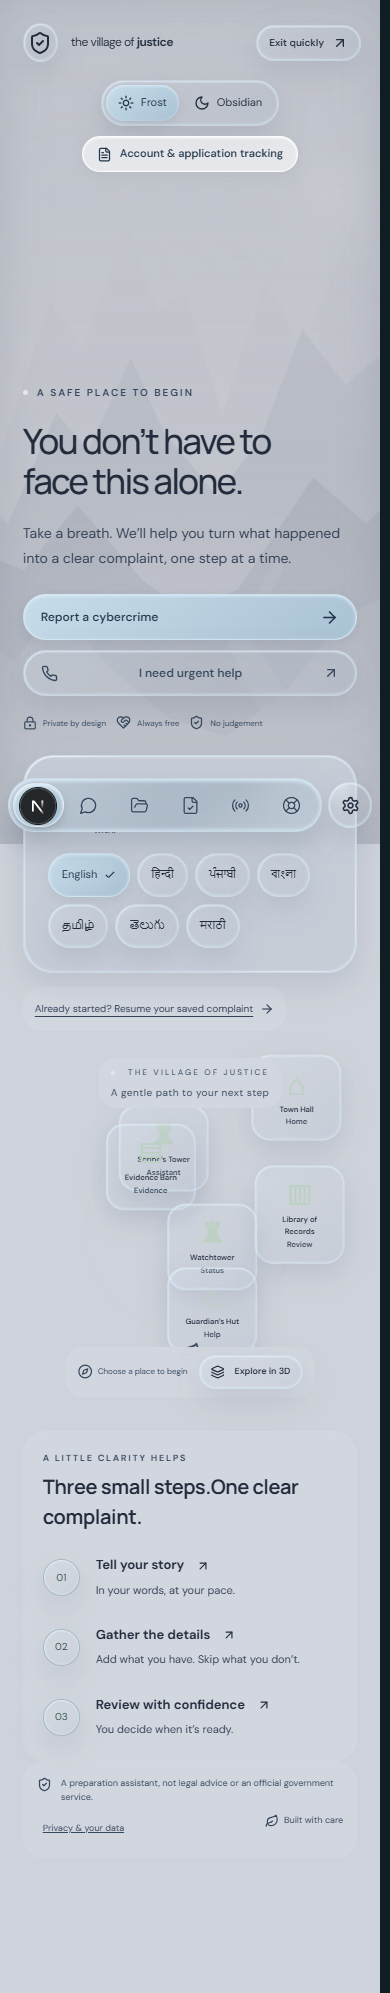 the village of justice
Exit quickly
Frost
Obsidian
Account & application tracking
A SAFE PLACE TO BEGIN
You don't have to
face this alone.
Take a breath. We'll help you turn what happened
into a clear complaint, one step at a time.
Report a cybercrime
I need urgent help
Private by design
Always free
No judgement
N
English
हिन्दी
ਪੰਜਾਬੀ
বাংলা
தமிழ்
తెలుగు
मराठी
Already started? Resume your saved complaint
THE VILLAGE OF JUSTICE
A gentle path to your next step
Town Hall
Home
Tower
Assistant
Evidence Barn
Evidence
Library of
Records
Review
Watchtower
Status
Guardian's Hut
Help
Choose a place to begin
Explore in 3D
A LITTLE CLARITY HELPS
Three small steps.One clear
complaint.
01
Tell your story
In your words, at your pace.
02
Gather the details
Add what you have. Skip what you don't.
03
Review with confidence
You decide when it's ready.
A preparation assistant, not legal advice or an official government
service.
Privacy & your data
Built with care